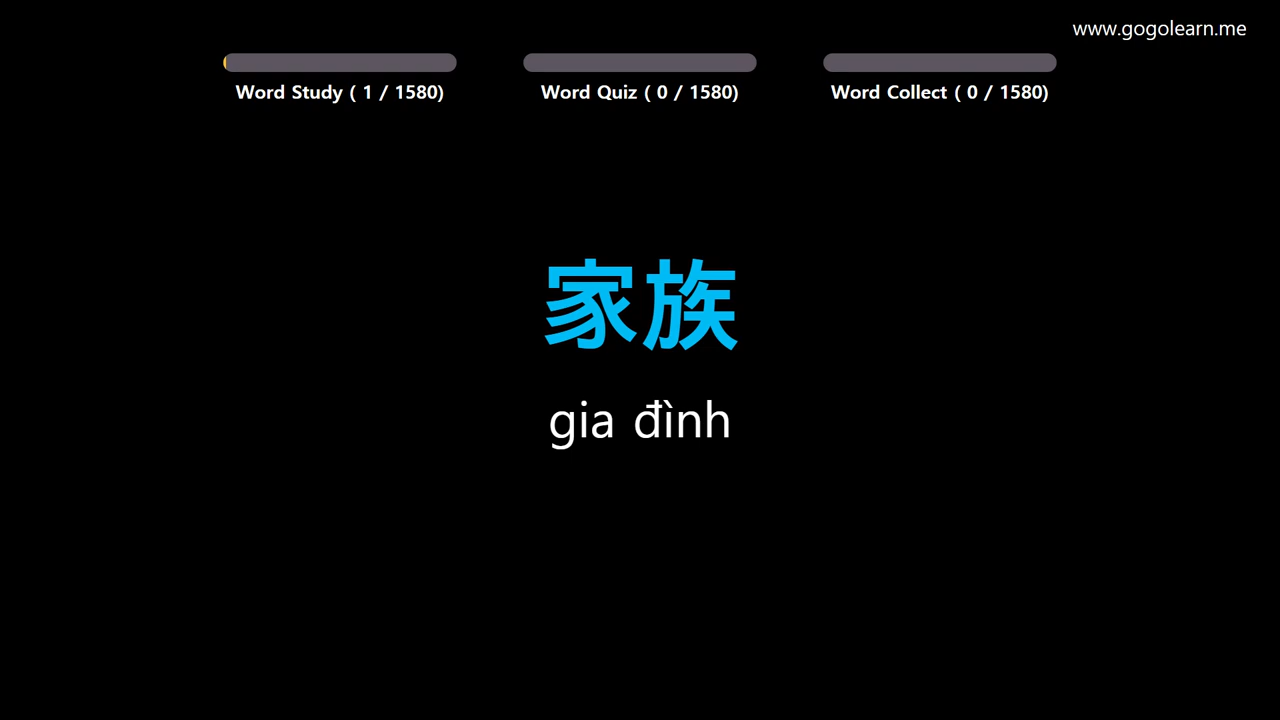 www.gogolearn.me
Word Study ( 1 / 1580)
Word Quiz ( 0 / 1580)
Word Collect ( 0 / 1580)
家族
gia đình